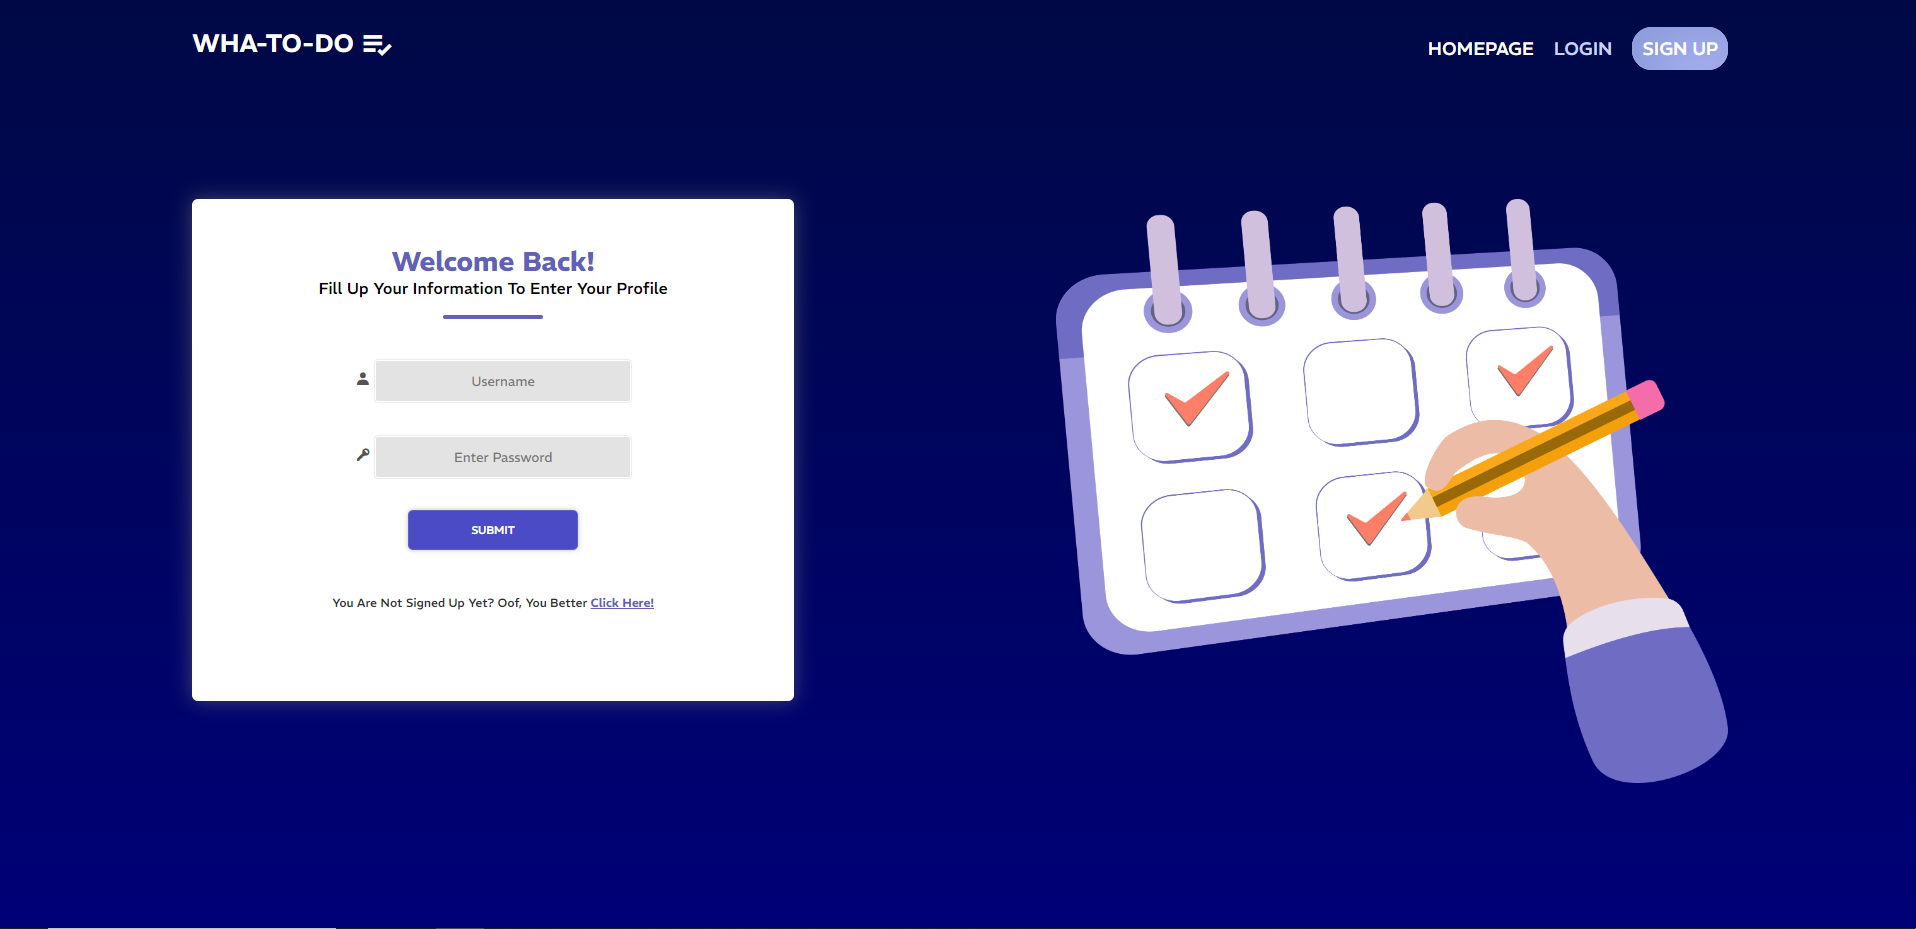 WHA-TO-DO
HOMEPAGE LOGIN SIGN UP
Welcome Back!
Fill Up Your Information To Enter Your Profile
Username
Enter Password
SUBMIT
You Are Not Signed Up Yet? Oof, You Better Click Here!